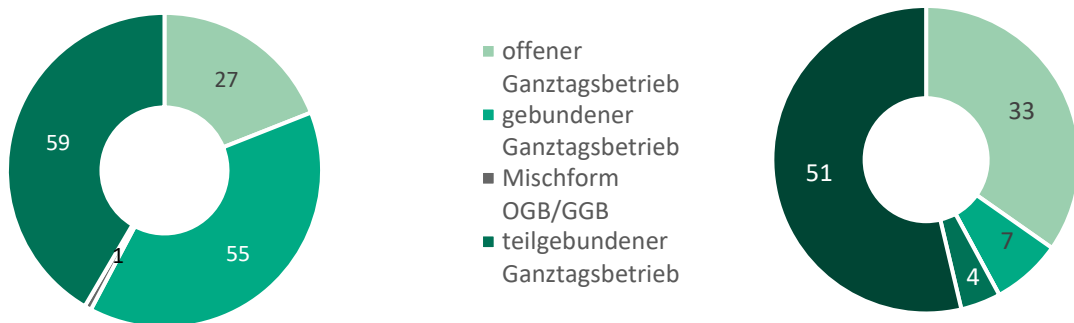 27
59
1
55
offener
Ganztagsbetrieb
gebundener
Ganztagsbetrieb
Mischform
OGB/GGB
teilgebundener
Ganztagsbetrieb
33
51
7
4